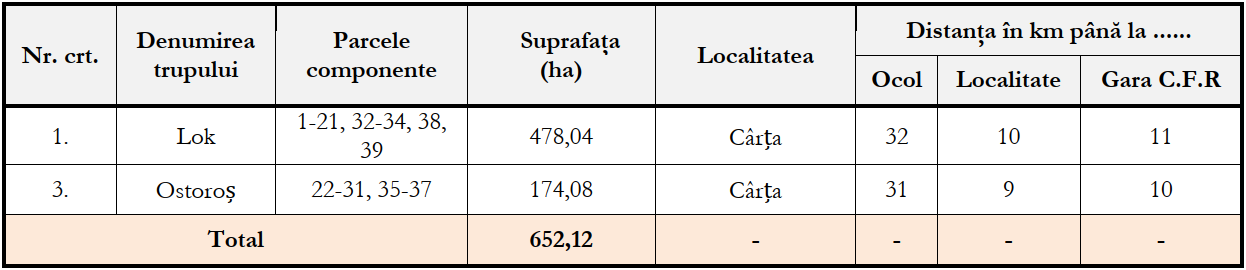 Nr. crt. Denumirea trupului Parcele componente Suprafața (ha) Localitatea Distanța în km până la ......
Ocol Localitate Gara C.F.R
1. Lok 1-21, 32-34, 38, 39 478,04 Cârța 32 10 11
3. Ostoroș 22-31, 35-37 174,08 Cârța 31 9 10
Total 652,12 - - - -